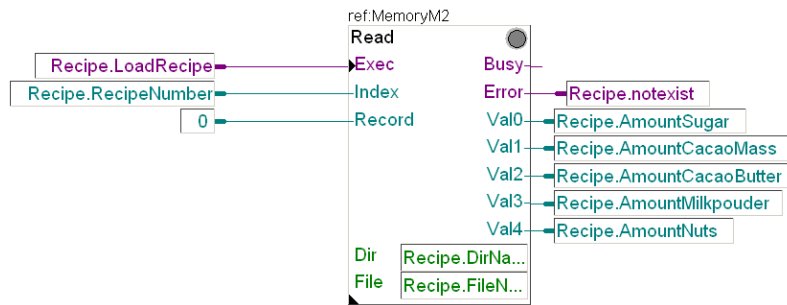 ref:MemoryM2
Read
Recipe.LoadRecipe Exec Busy
Recipe.RecipeNumber Index Error Recipe.notexist
0 Record Val0 Recipe.AmountSugar
Val1 Recipe.AmountCacaoMass
Val2 Recipe.AmountCacaoButter
Val3 Recipe.AmountMilkpouder
Val4 Recipe.AmountNuts
Dir Recipe.DirNa...
File Recipe.FileN...